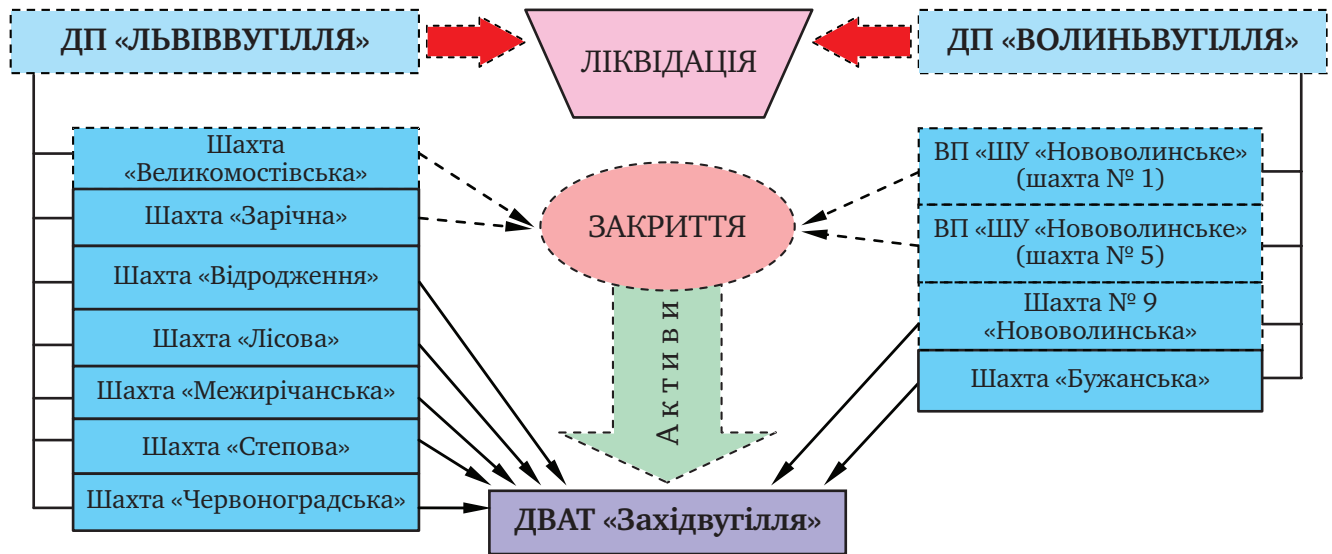 ДП «ЛЬВІВВУГІЛЛЯ»
ЛІКВІДАЦІЯ
ДП «ВОЛИНЬВУГІЛЛЯ»
Шахта
«Великомостівська»
Шахта «Зарічна»
Шахта «Відродження»
Шахта «Лісова»
Шахта «Межирічанська»
Шахта «Степова»
Шахта «Червоноградська»
ЗАКРИТТЯ
Активи
ВП «ШУ «Нововолинське»
(шахта № 1)
ВП «ШУ «Нововолинське»
(шахта № 5)
Шахта № 9
«Нововолинська»
Шахта «Бужанська»
ДВАТ «Західвугілля»